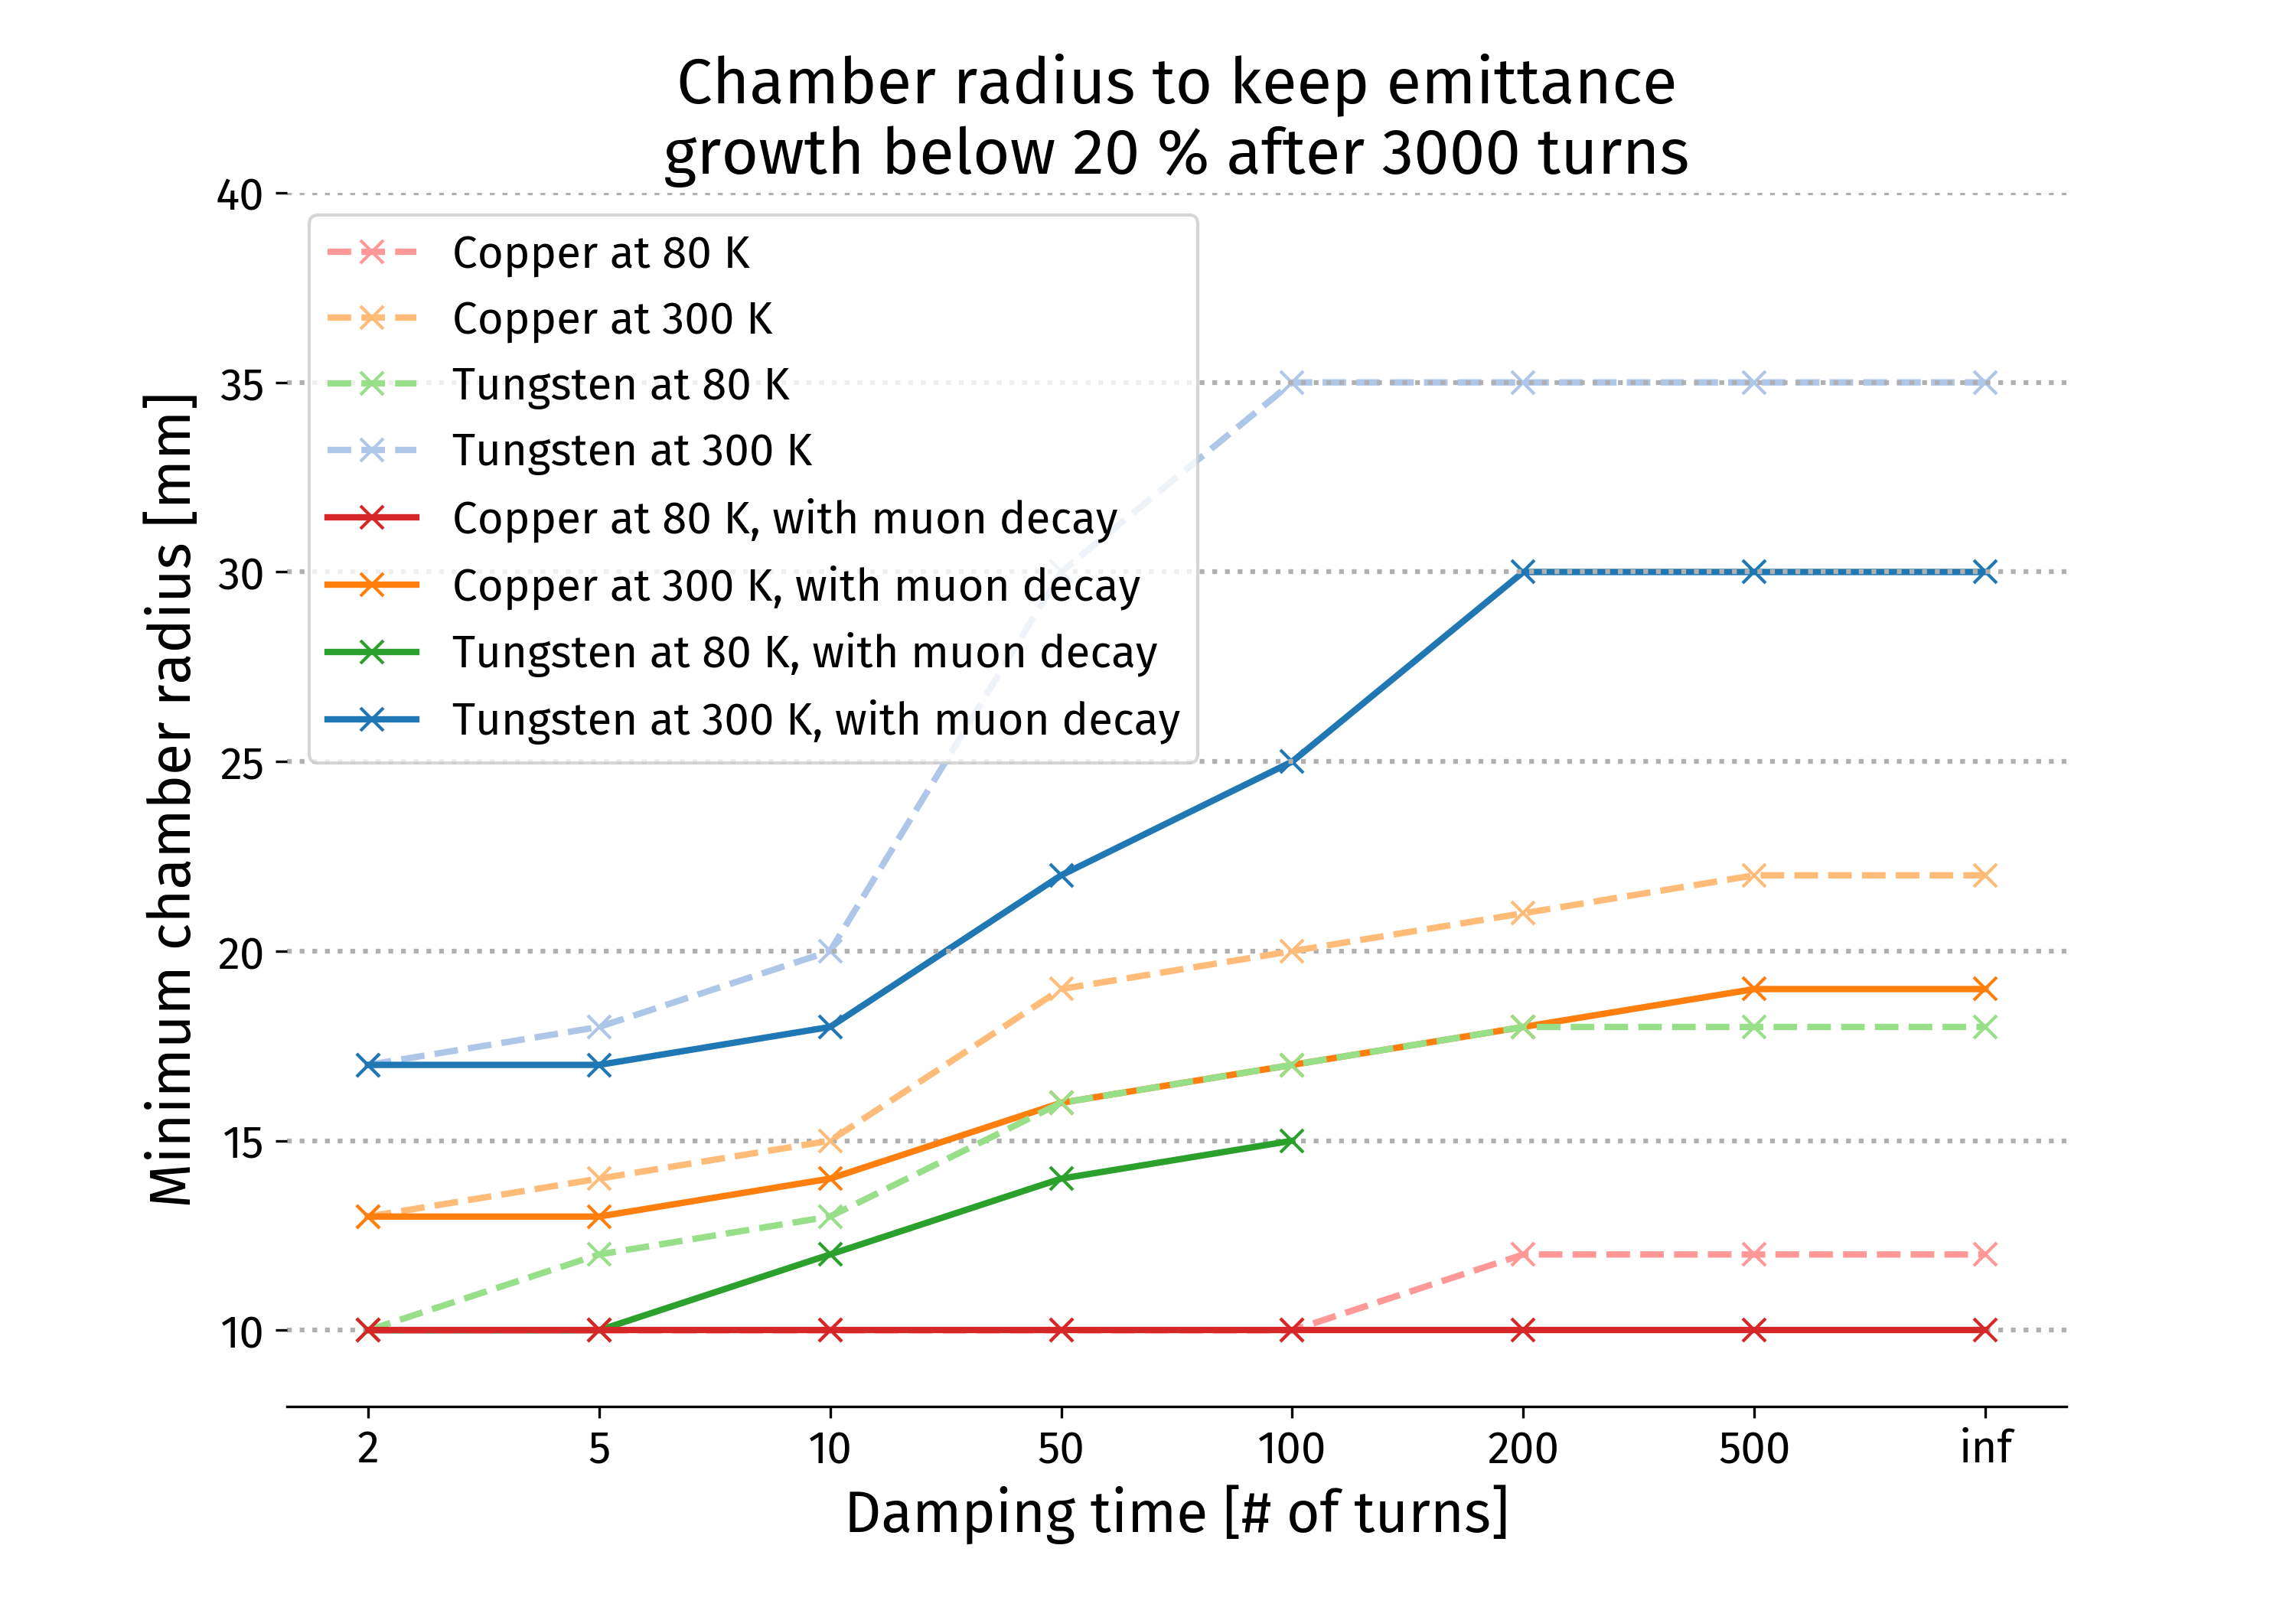 Chamber radius to keep emittance
growth below 20 % after 3000 turns
Minimum chamber radius [mm]
40
35
30
25
20
15
10
Copper at 80 K
Copper at 300 K
Tungsten at 80 K
Tungsten at 300 K
Copper at 80 K, with muon decay
Copper at 300 K, with muon decay
Tungsten at 80 K, with muon decay
Tungsten at 300 K, with muon decay
2 5 10 50 100 200 500 inf
Damping time [# of turns]